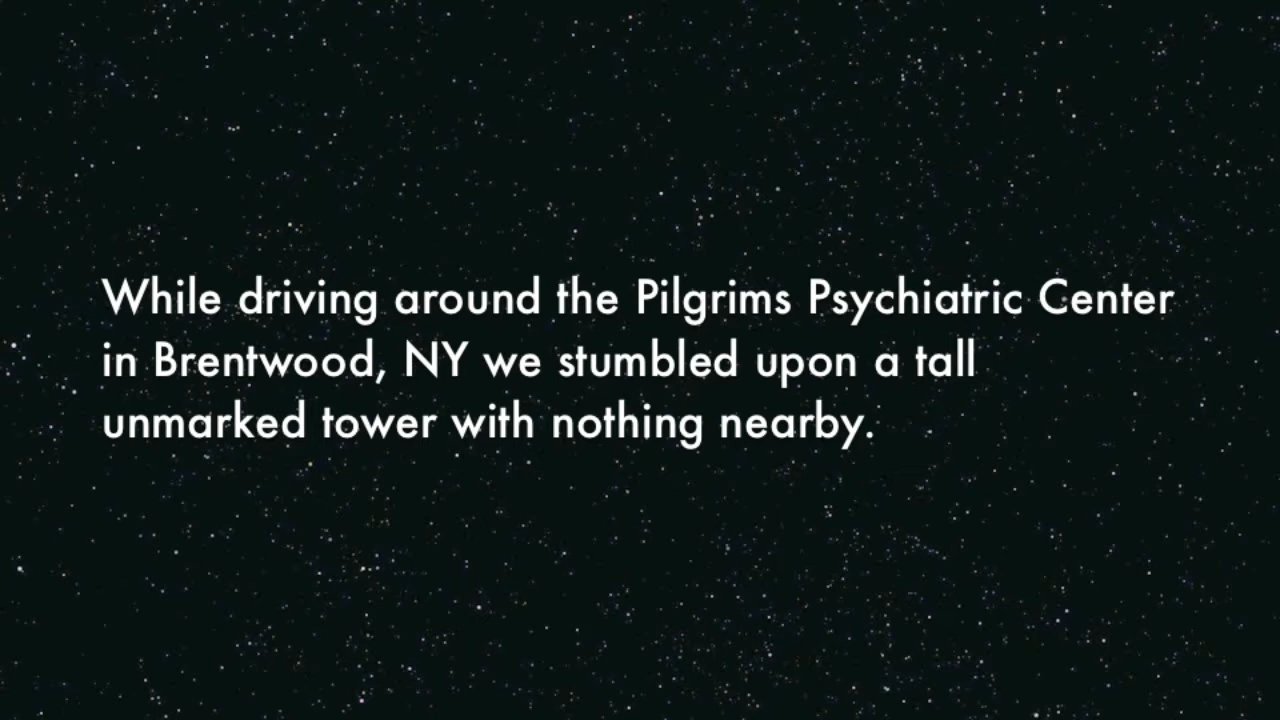 While driving around the Pilgrims Psychiatric Center
in Brentwood, NY we stumbled upon a tall
unmarked tower with nothing nearby.